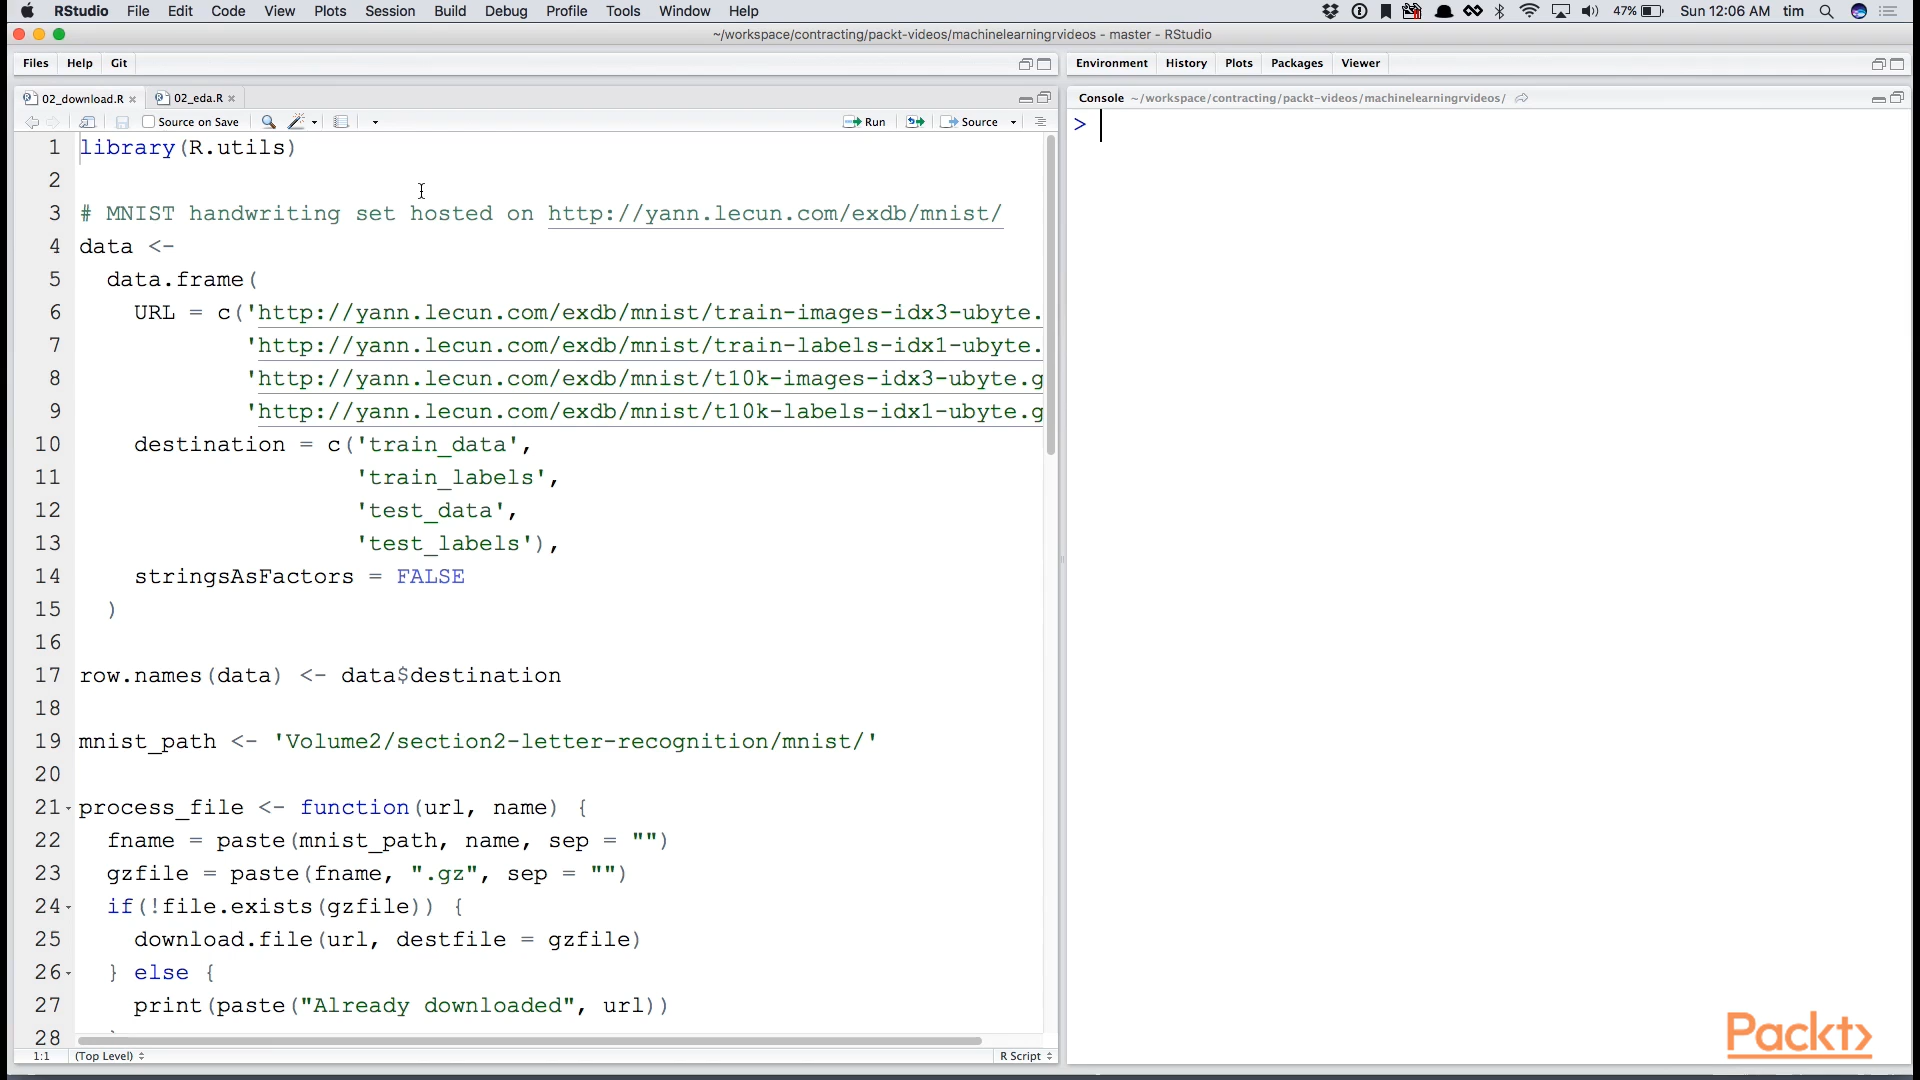 RStudio File Edit Code View Plots Session Build Debug Profile Tools Window Help 47% Sun 12:06 AM tim
~/workspace/contracting/packt-videos/machinelearningrvideos - master - RStudio
Files Help Git
Environment History Plots Packages Viewer
02_download.R 02_eda.R
Console ~/workspace/contracting/packt-videos/machinelearningrvideos/
Source on Save Run Source
>
1 library(R.utils)
2
3 # MNIST handwriting set hosted on http://yann.lecun.com/exdb/mnist/
4 data <-
5 data.frame(
6 URL = c('http://yann.lecun.com/exdb/mnist/train-images-idx3-ubyte.
7 'http://yann.lecun.com/exdb/mnist/train-labels-idx1-ubyte.
8 'http://yann.lecun.com/exdb/mnist/t10k-images-idx3-ubyte.g
9 'http://yann.lecun.com/exdb/mnist/t10k-labels-idx1-ubyte.g
10 destination = c('train_data',
11 'train_labels',
12 'test_data',
13 'test_labels'),
14 stringsAsFactors = FALSE
15 )
16
17 row.names(data) <- data$destination
18
19 mnist_path <- 'Volume2/section2-letter-recognition/mnist/'
20
21 process_file <- function(url, name) {
22 fname = paste(mnist_path, name, sep = "")
23 gzfile = paste(fname, ".gz", sep = "")
24 if(!file.exists(gzfile)) {
25 download.file(url, destfile = gzfile)
26 } else {
27 print(paste("Already downloaded", url))
28
1:1 (Top Level) R Script
Packt>